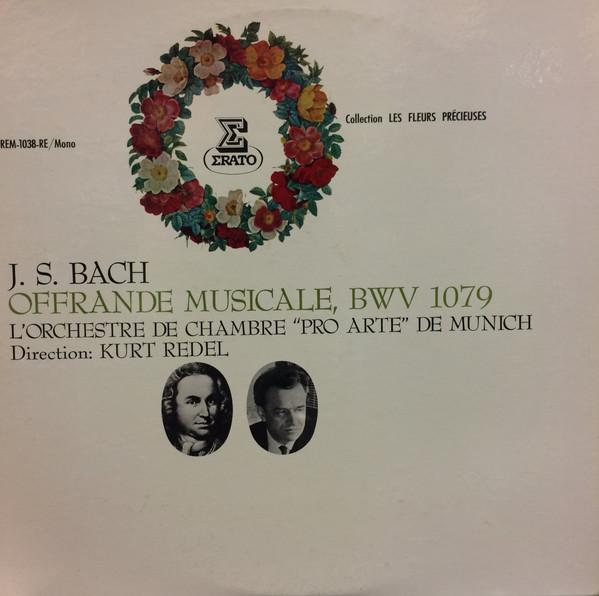 Collection LES FLEURS PRÉCIEUSES
REM-1038-RE/Mono
ERATO
J. S. BACH
OFFRANDE MUSICALE, BWV 1079
L'ORCHESTRE DE CHAMBRE "PRO ARTE" DE MUNICH
Direction: KURT REDEL